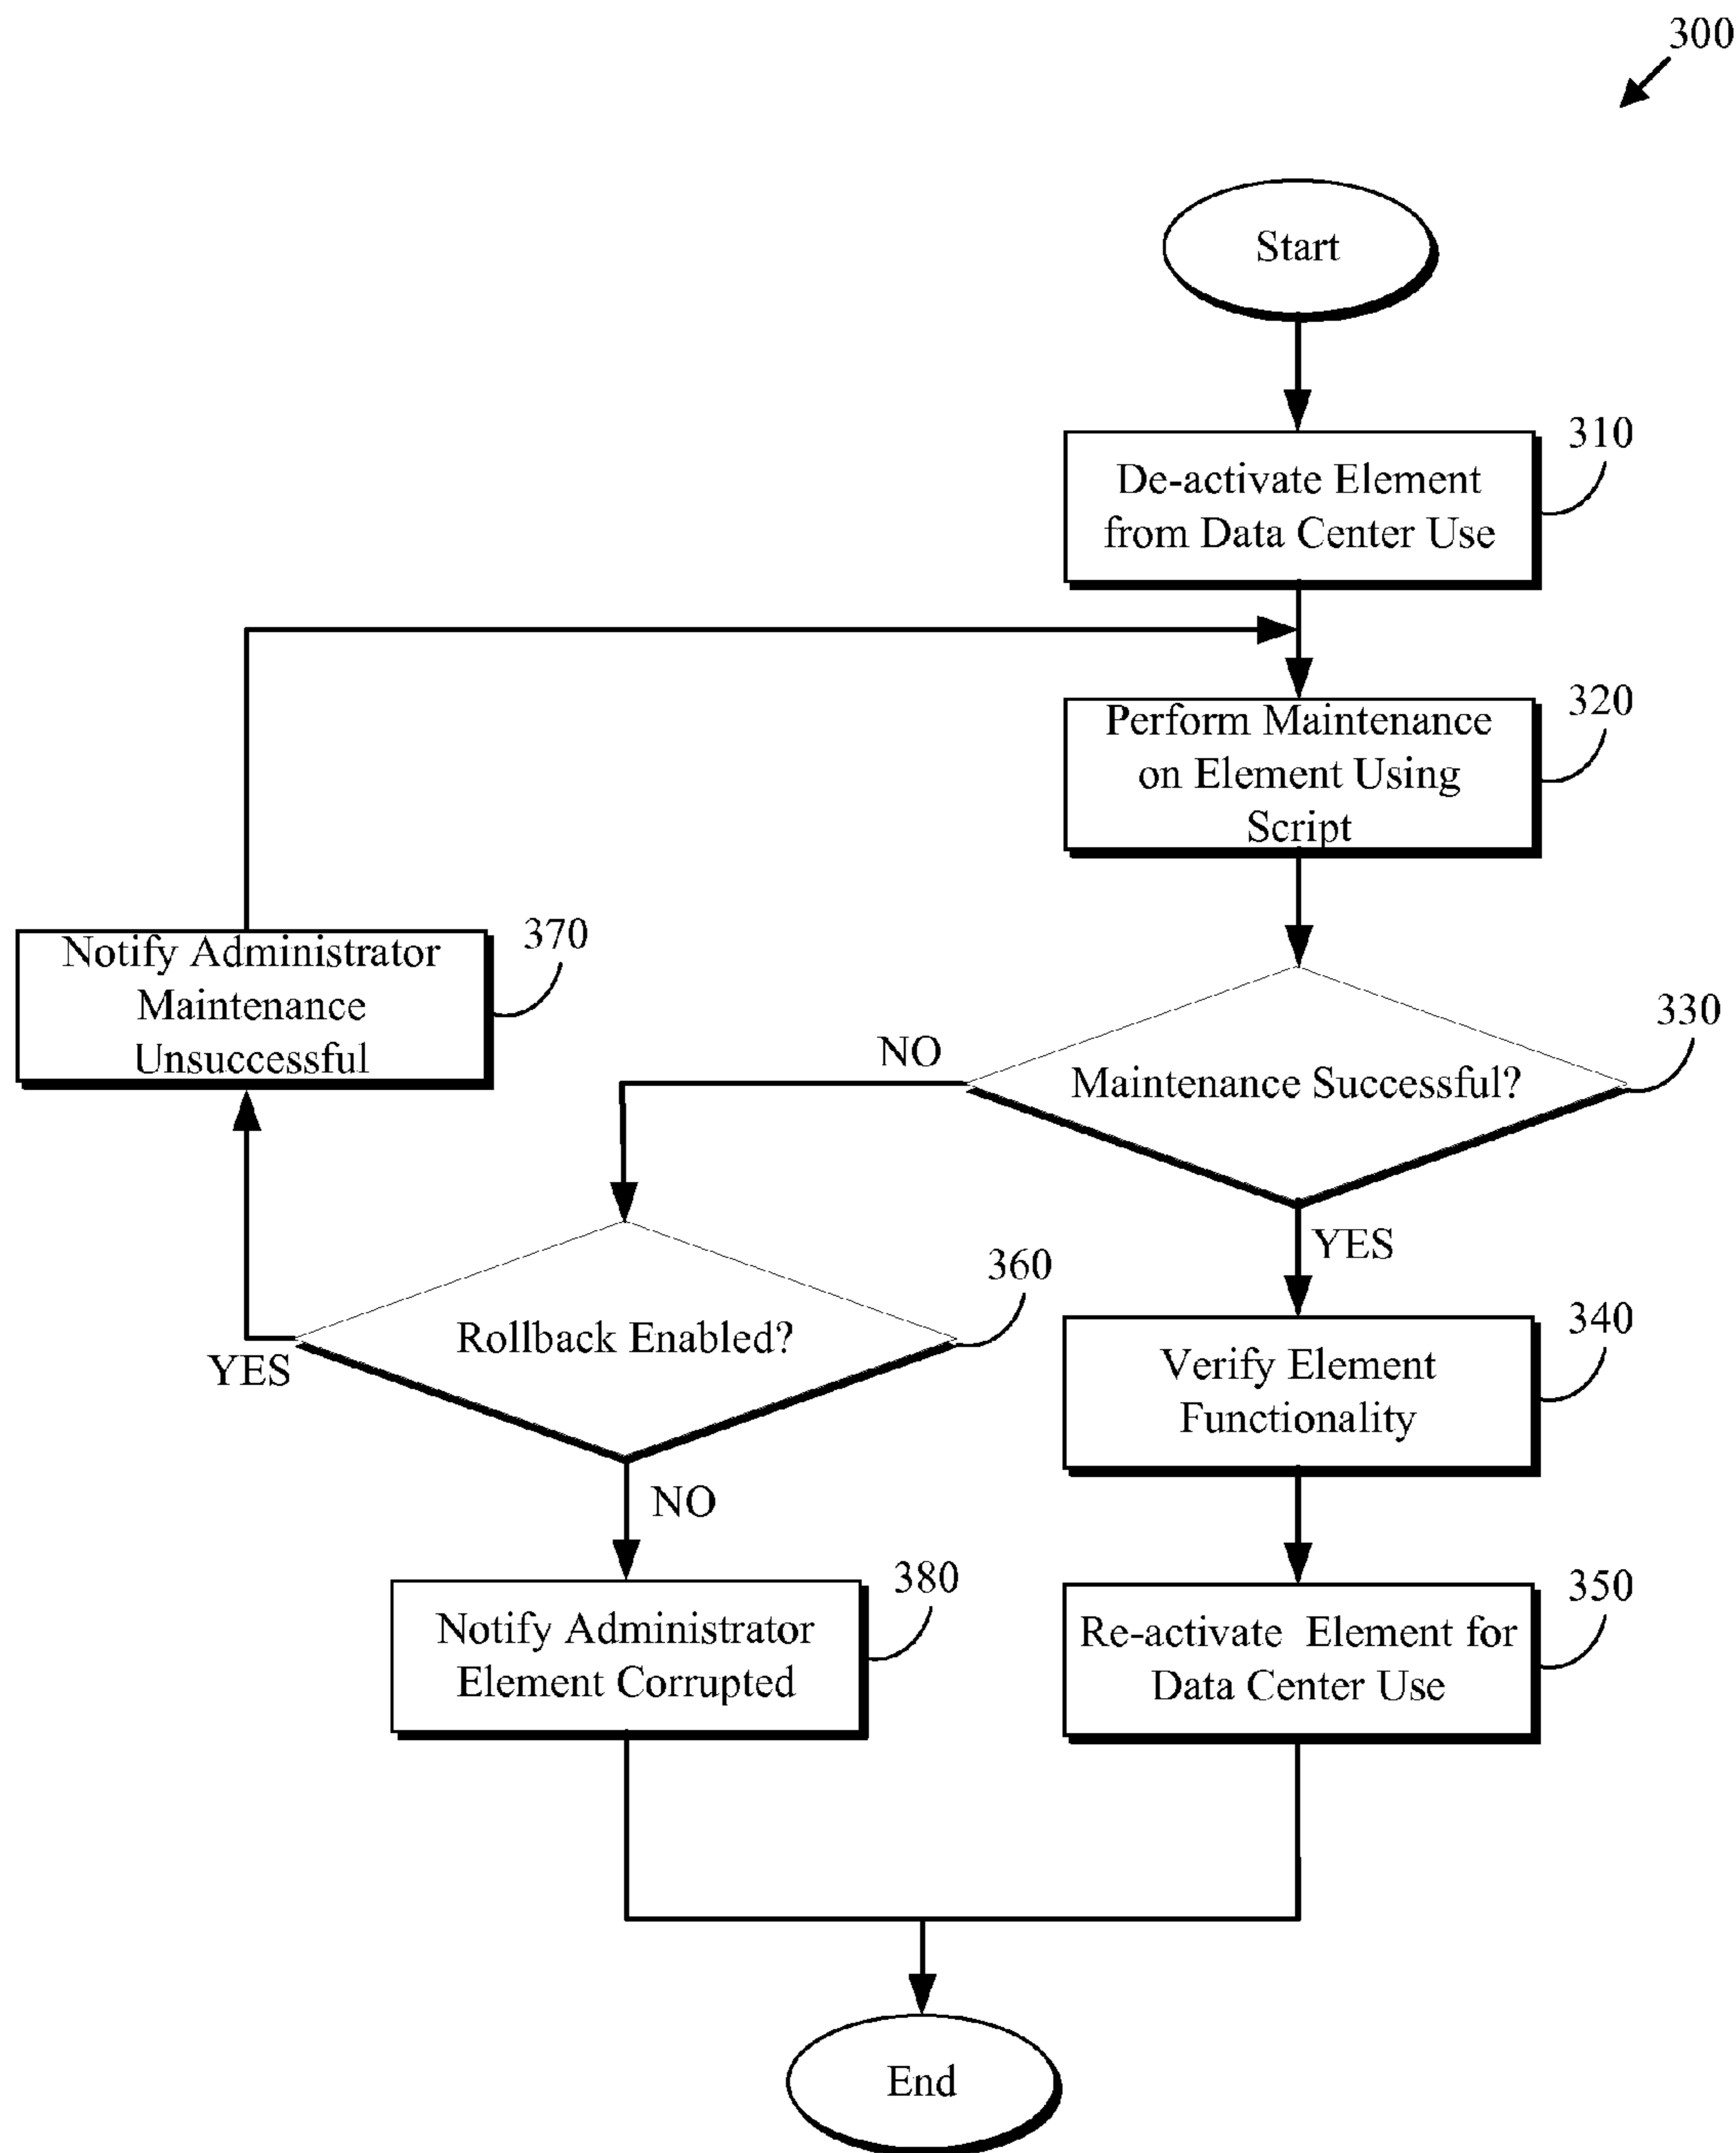 300
Start
310
De-activate Element
from Data Center Use
320
Perform Maintenance
on Element Using
Script
370
Notify Administrator
Maintenance
Unsuccessful
330
NO
Maintenance Successful?
YES
360
Rollback Enabled?
YES
NO
340
Verify Element
Functionality
380
Notify Administrator
Element Corrupted
350
Re-activate Element for
Data Center Use
End